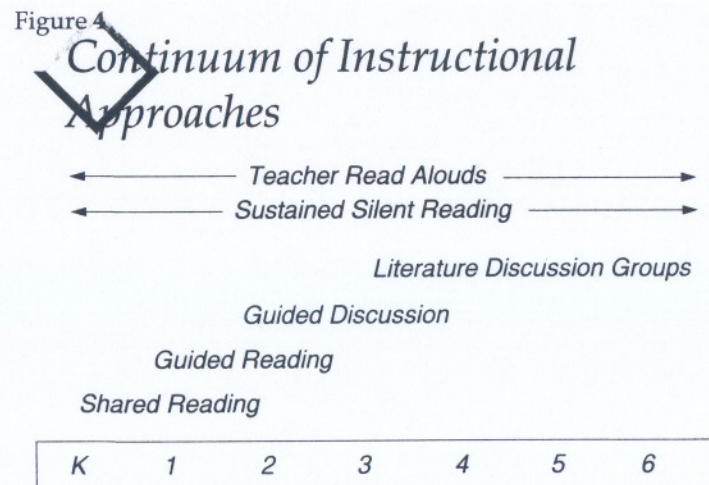 Figure 4
Continuum of Instructional
Approaches
Teacher Read Alouds
Sustained Silent Reading
Literature Discussion Groups
Guided Discussion
Guided Reading
Shared Reading
K 1 2 3 4 5 6